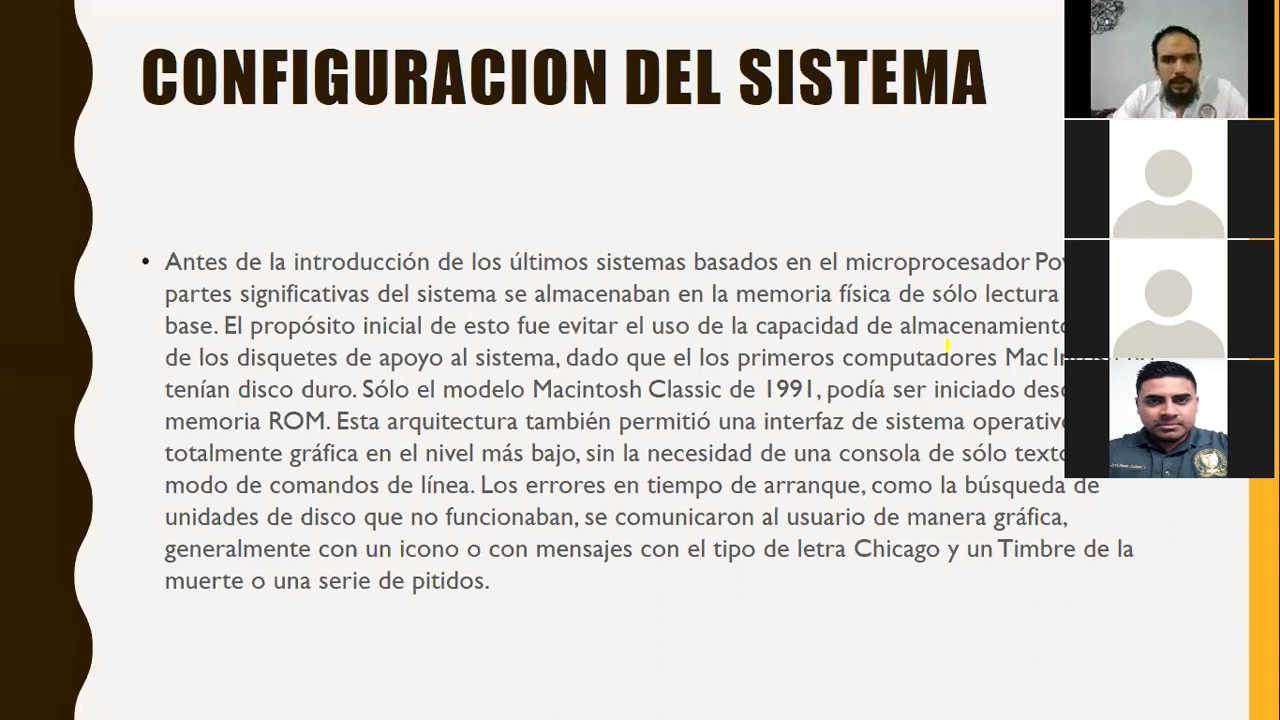 CONFIGURACION DEL SISTEMA
• Antes de la introducción de los últimos sistemas basados en el microprocesador
partes significativas del sistema se almacenaban en la memoria física de sólo lectura
base. El propósito inicial de esto fue evitar el uso de la capacidad de almacenamiento
de los disquetes de apoyo al sistema, dado que el los primeros computadores Mac
tenían disco duro. Sólo el modelo Macintosh Classic de 1991, podía ser iniciado
memoria ROM. Esta arquitectura también permitió una interfaz de sistema operativo
totalmente gráfica en el nivel más bajo, sin la necesidad de una consola de sólo texto
modo de comandos de línea. Los errores en tiempo de arranque, como la búsqueda de
unidades de disco que no funcionaban, se comunicaron al usuario de manera gráfica,
generalmente con un icono o con mensajes con el tipo de letra Chicago y un Timbre de la
muerte o una serie de pitidos.